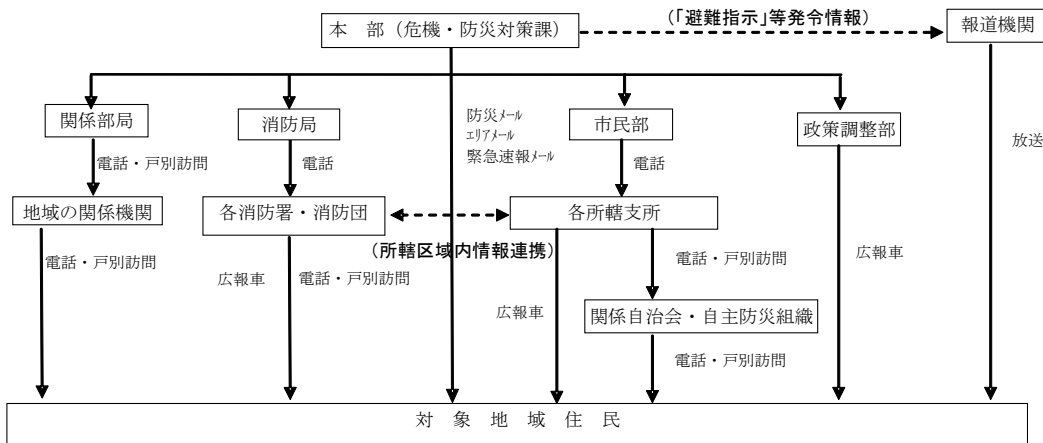 本　部（危機・防災対策課）
（「避難指示」等発令情報）
報道機関
関係部局
消防局
防災メール
エリアメール
緊急速報メール
市民部
政策調整部
放送
電話・戸別訪問
電話
電話
地域の関係機関
各消防署・消防団
各所轄支所
（所轄区域内情報連携）
電話・戸別訪問
広報車
電話・戸別訪問
広報車
電話・戸別訪問
広報車
関係自治会・自主防災組織
電話・戸別訪問
対　象　地　域　住　民